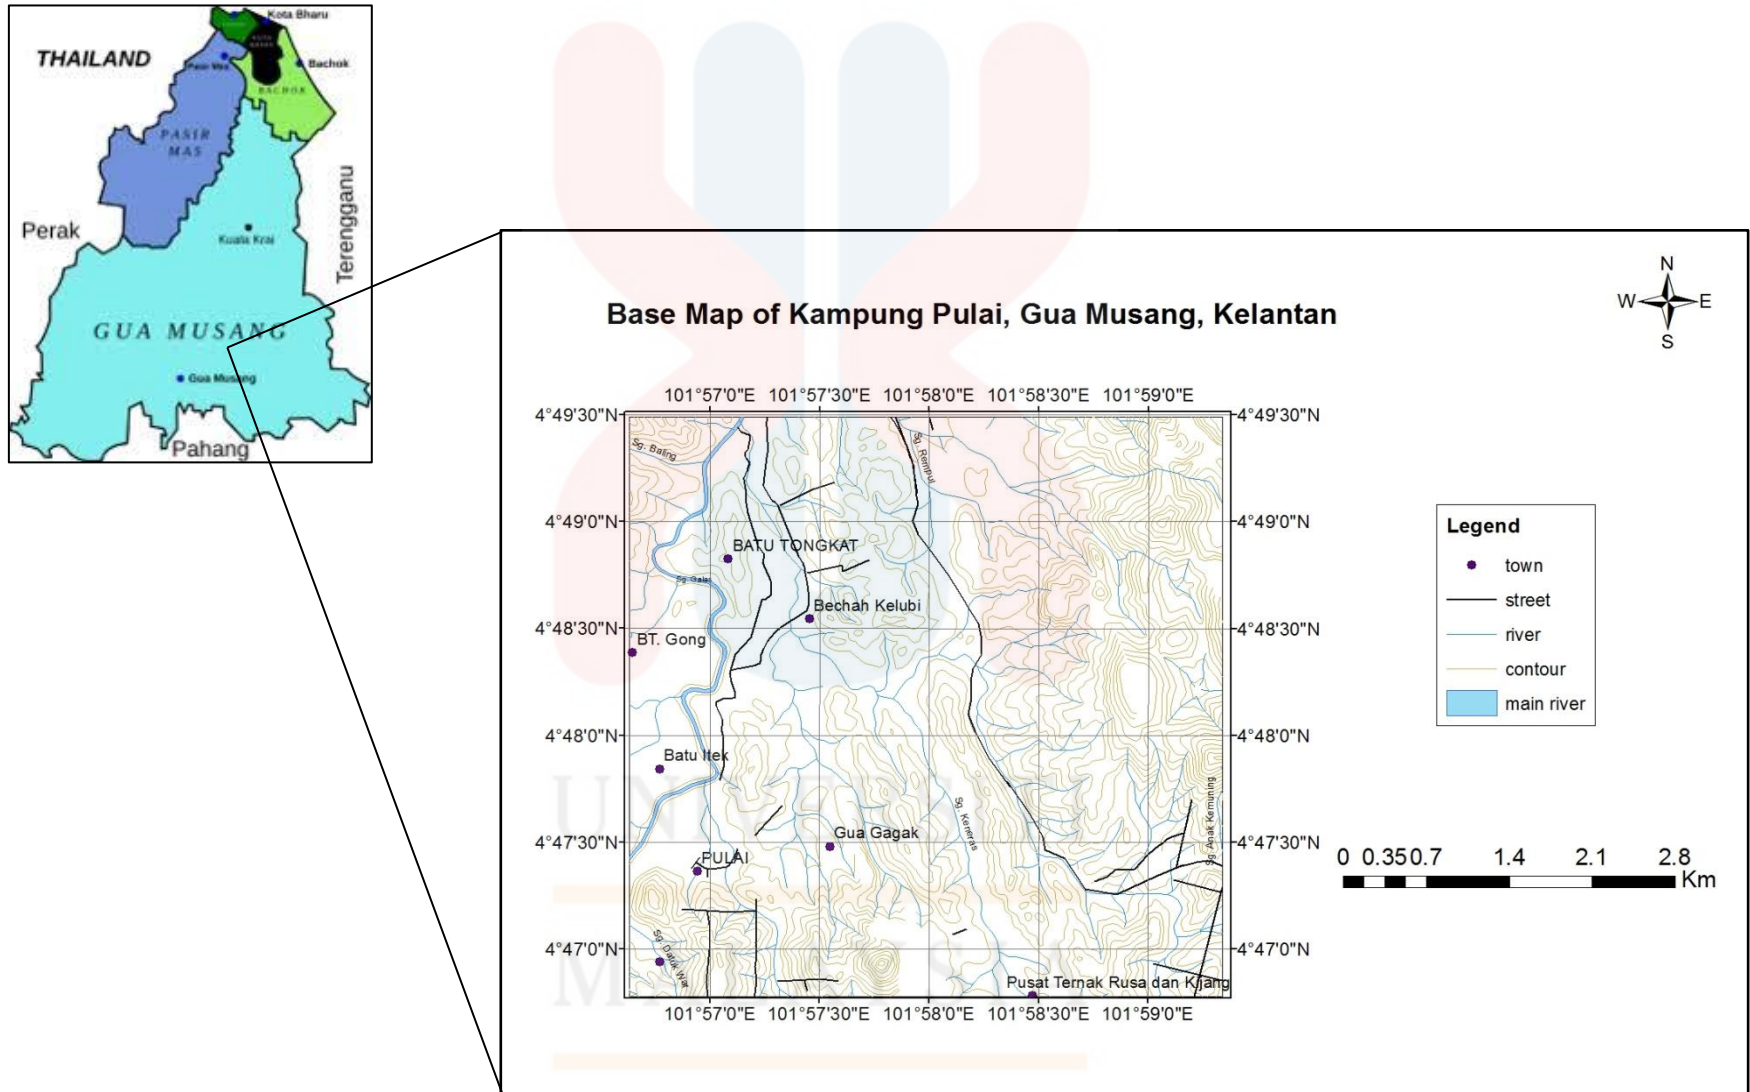 Kota Bharu
THAILAND
Pasir Mas
Bachok
BACHOK
PASIR
MAS
Perak
Terengganu
Kuala Krai
GUA MUSANG
Gua Musang
Pahang
Base Map of Kampung Pulai, Gua Musang, Kelantan
N
W E
S
101°57'0"E 101°57'30"E 101°58'0"E 101°58'30"E 101°59'0"E
4°49'30"N 4°49'30"N
Sg. Baling
Sg. Rempul
4°49'0"N 4°49'0"N
BATU TONGKAT
Sg. Galas
Bechah Kelubi
4°48'30"N 4°48'30"N
BT. Gong
4°48'0"N 4°48'0"N
Batu Itek
Sg. Anak Kemuning
Sg. Keneras
Gua Gagak
4°47'30"N 4°47'30"N
PULAI
4°47'0"N 4°47'0"N
Sg. Datuk War
Pusat Ternak Rusa dan Kijang
101°57'0"E 101°57'30"E 101°58'0"E 101°58'30"E 101°59'0"E
Legend
town
street
river
contour
main river
0 0.35 0.7 1.4 2.1 2.8
Km
UNIVERSITI
MALAYSIA